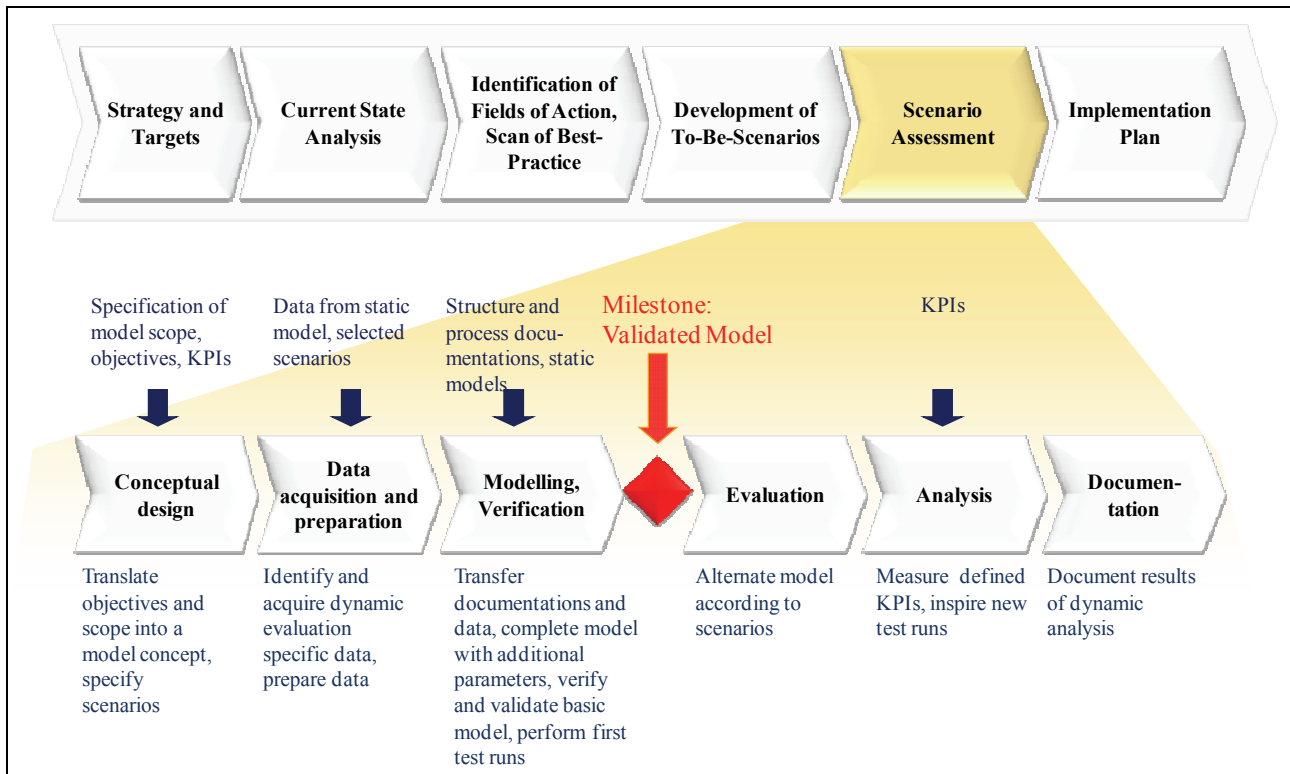 Strategy and
Targets
Current State
Analysis
Identification of
Fields of Action,
Scan of Best-
Practice
Development of
To-Be-Scenarios
Scenario
Assessment
Implementation
Plan
Specification of
model scope,
objectives, KPIs
Data from static
model, selected
scenarios
Structure and
process docu-
mentations, static
models
Milestone:
Validated Model
KPIs
Conceptual
design
Data
acquisition and
preparation
Modelling,
Verification
Evaluation
Analysis
Documen-
tation
Translate
objectives and
scope into a
model concept,
specify
scenarios
Identify and
acquire dynamic
evaluation
specific data,
prepare data
Transfer
documentations and
data, complete model
with additional
parameters, verify
and validate basic
model, perform first
test runs
Alternate model
according to
scenarios
Measure defined
KPIs, inspire new
test runs
Document results
of dynamic
analysis